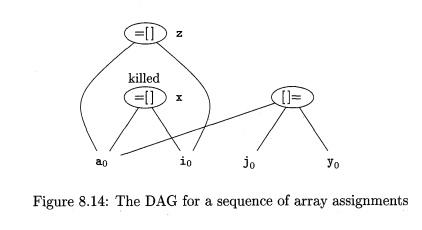 =[] z
killed
=[] x []=
a0 i0 j0 y0
Figure 8.14: The DAG for a sequence of array assignments